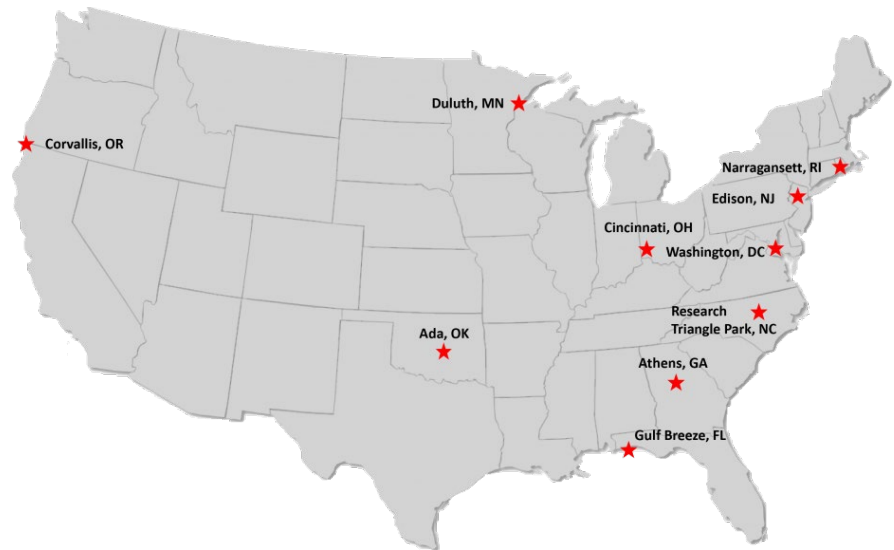 Duluth, MN
Corvallis, OR
Narragansett, RI
Edison, NJ
Cincinnati, OH
Washington, DC
Research
Triangle Park, NC
Ada, OK
Athens, GA
Gulf Breeze, FL